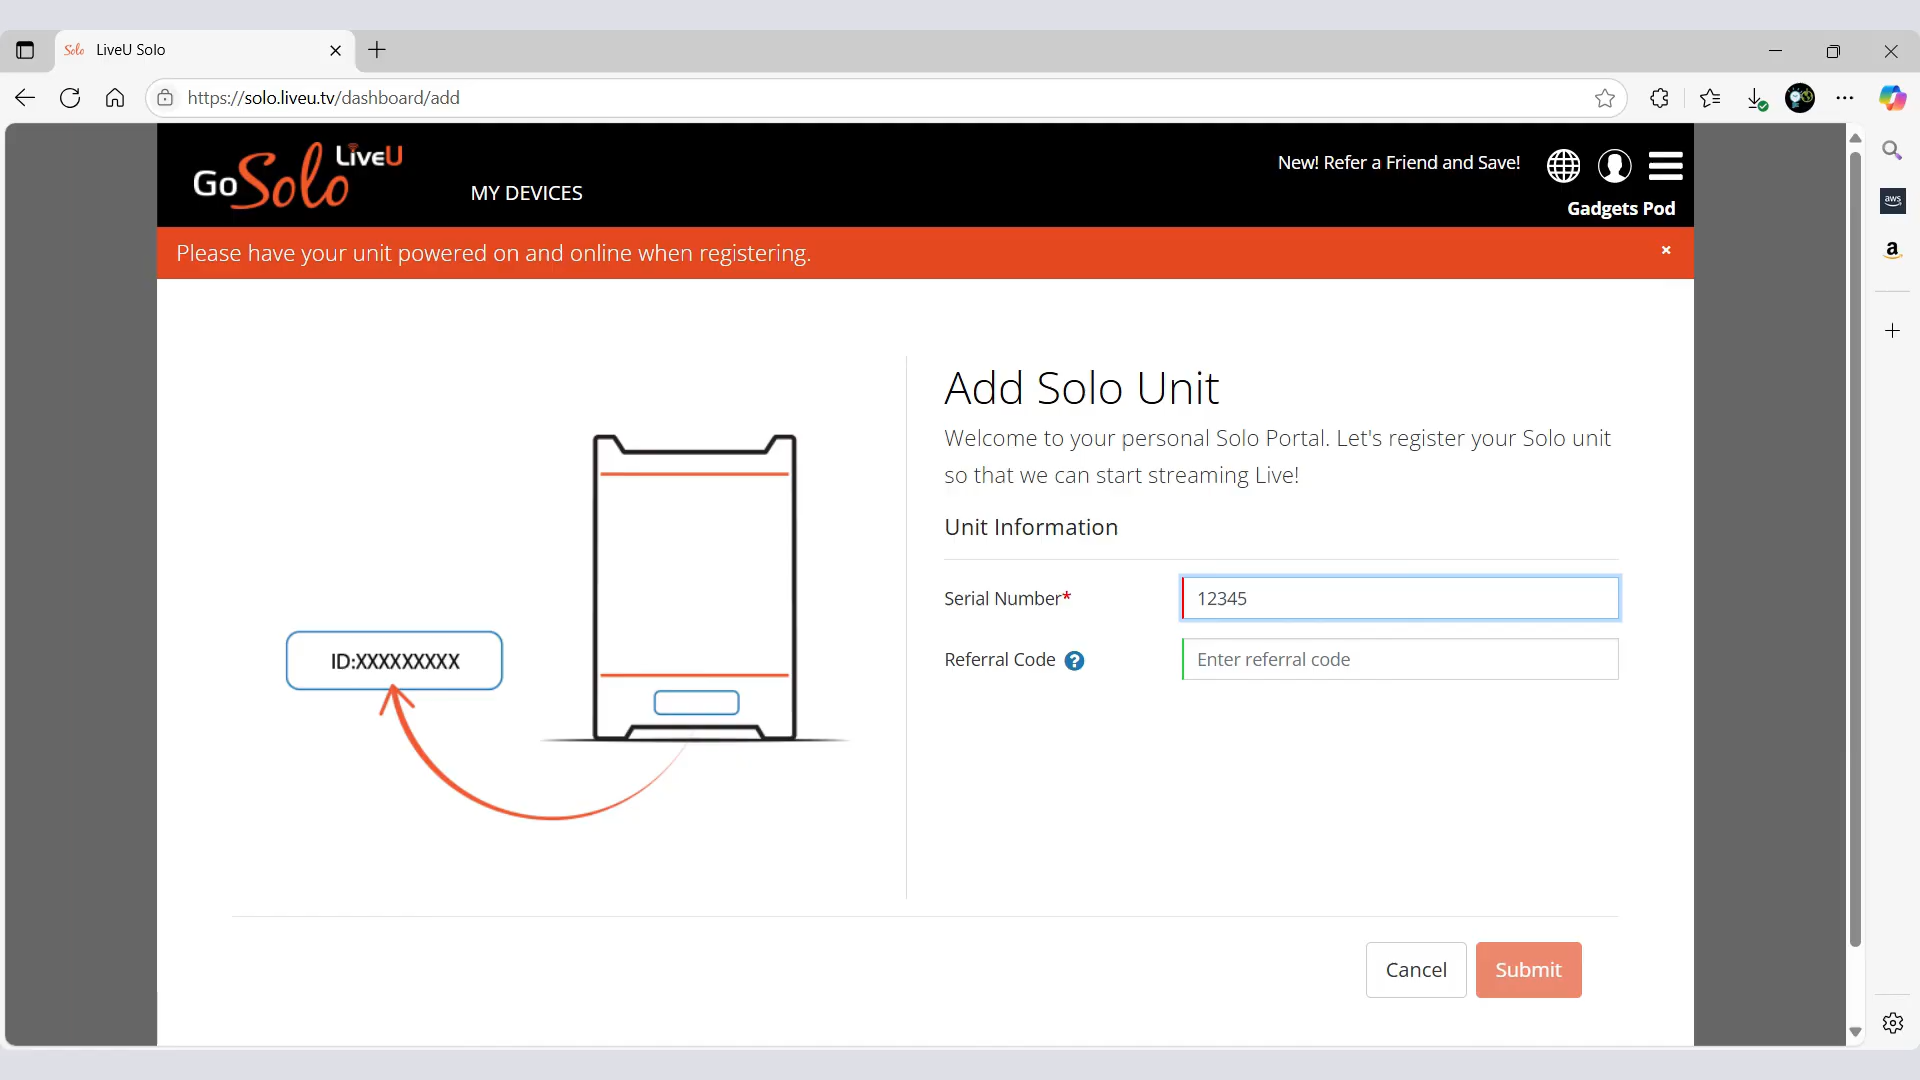 Solo LiveU Solo
https://solo.liveu.tv/dashboard/add
Go Solo LiveU
MY DEVICES
New! Refer a Friend and Save!
Gadgets Pod
Please have your unit powered on and online when registering.
×
Add Solo Unit
Welcome to your personal Solo Portal. Let's register your Solo unit
so that we can start streaming Live!
Unit Information
Serial Number*
12345
Referral Code ?
Enter referral code
ID:XXXXXXXXX
Cancel
Submit
aws
a